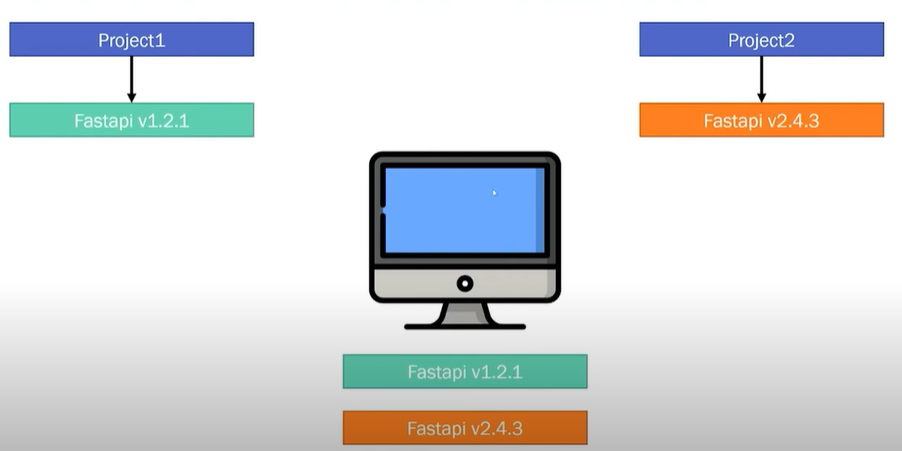 Project1
Project2
Fastapi v1.2.1
Fastapi v2.4.3
Fastapi v1.2.1
Fastapi v2.4.3